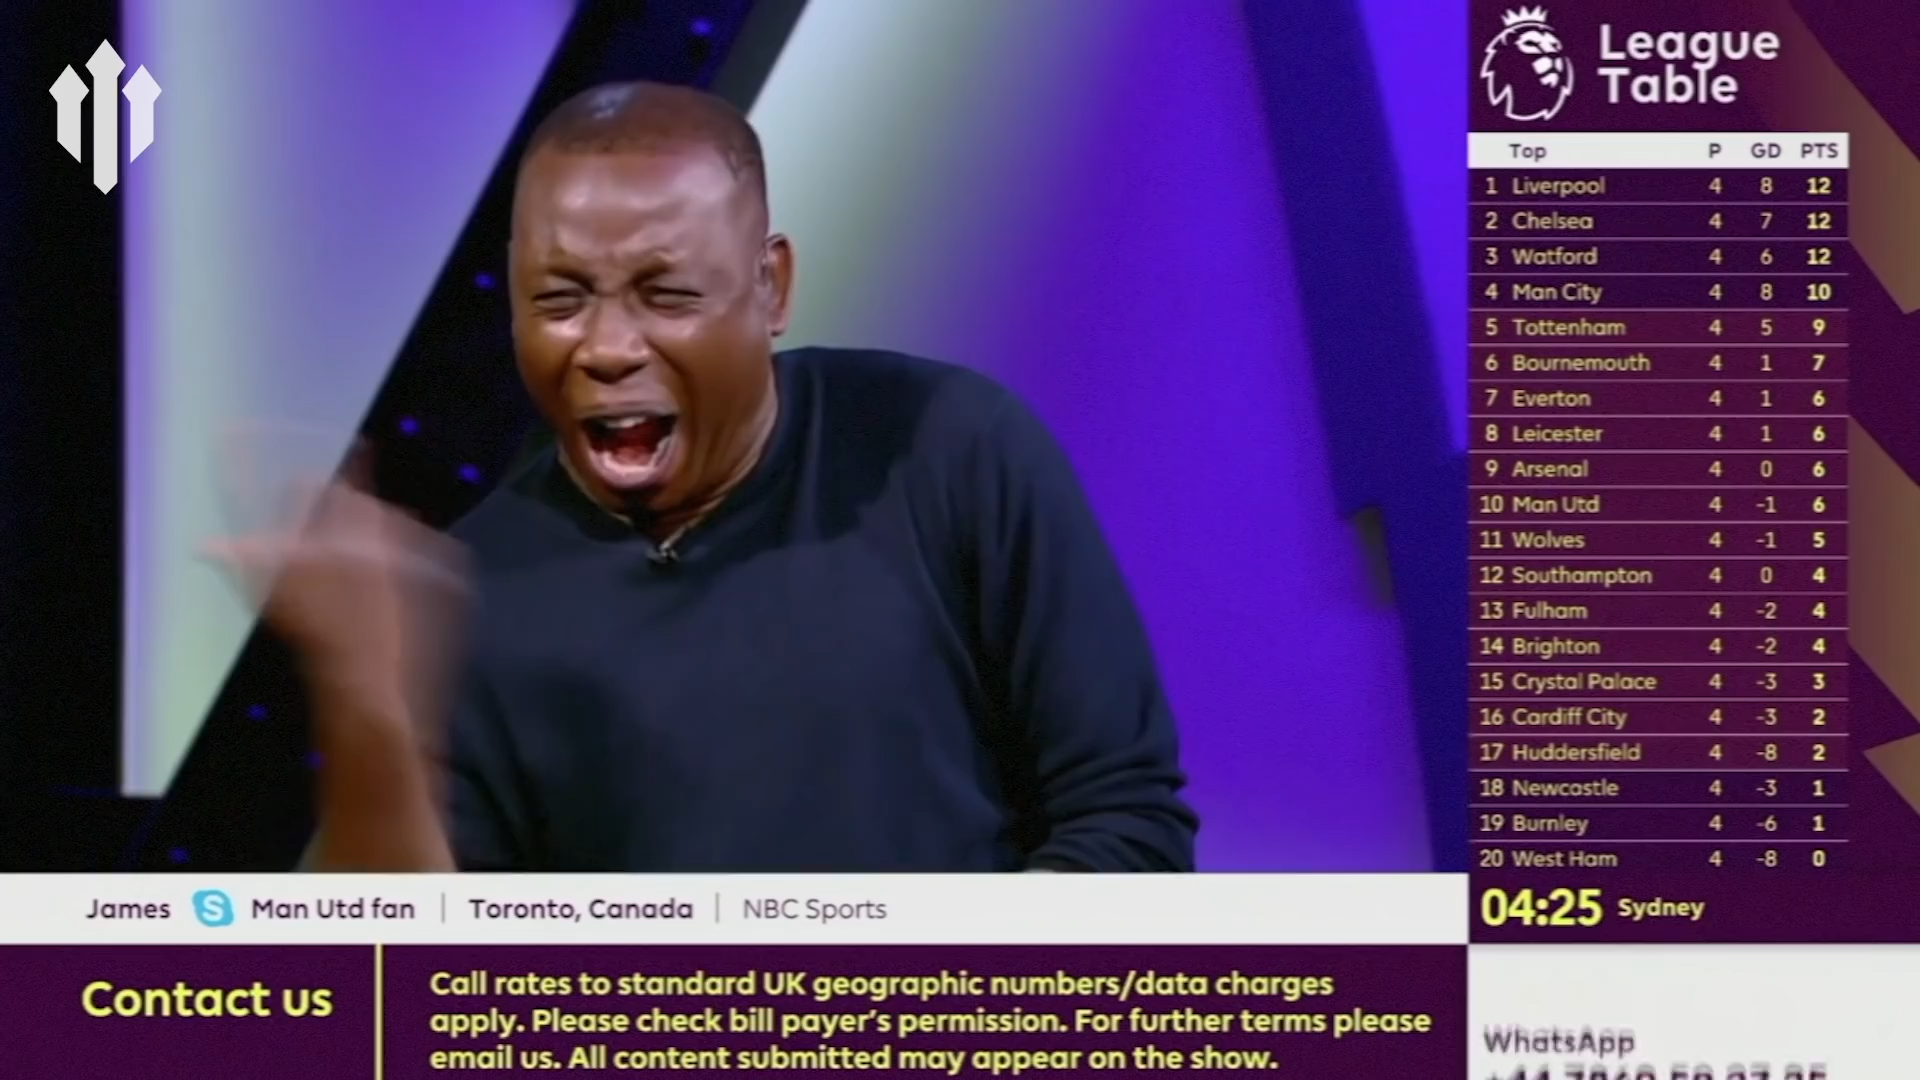 League
Table
Top P GD PTS
1 Liverpool 4 8 12
2 Chelsea 4 7 12
3 Watford 4 6 12
4 Man City 4 8 10
5 Tottenham 4 5 9
6 Bournemouth 4 1 7
7 Everton 4 1 6
8 Leicester 4 1 6
9 Arsenal 4 0 6
10 Man Utd 4 -1 6
11 Wolves 4 -1 5
12 Southampton 4 0 4
13 Fulham 4 -2 4
14 Brighton 4 -2 4
15 Crystal Palace 4 -3 3
16 Cardiff City 4 -3 2
17 Huddersfield 4 -8 2
18 Newcastle 4 -3 1
19 Burnley 4 -6 1
20 West Ham 4 -8 0
04:25 Sydney
James S Man Utd fan | Toronto, Canada | NBC Sports
Contact us
Call rates to standard UK geographic numbers/data charges
apply. Please check bill payer's permission. For further terms please
email us. All content submitted may appear on the show.
WhatsApp